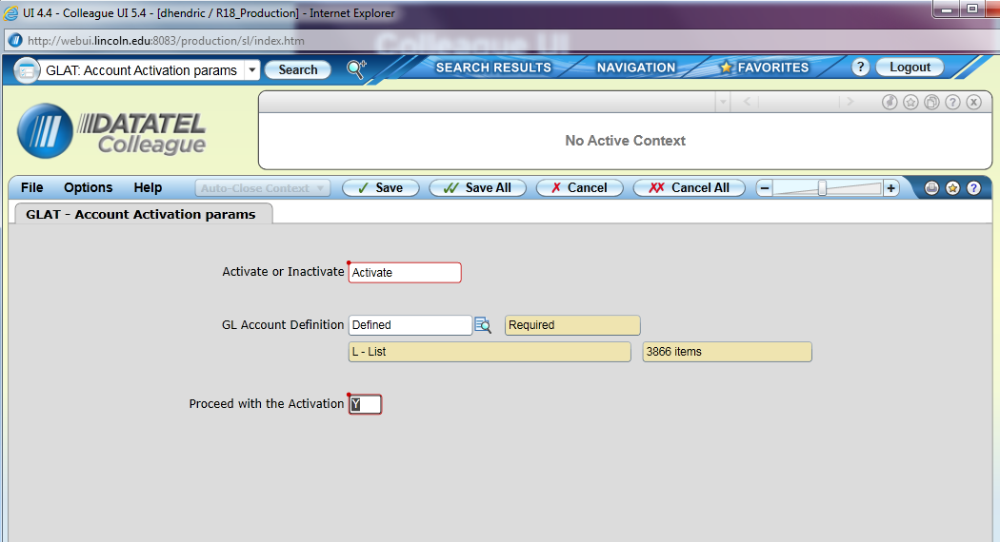 UI 4.4 - Colleague UI 5.4 - [dhendric / R18_Production] - Internet Explorer
Colleague UI
http://webui.lincoln.edu:8083/production/sl/index.htm
GLAT: Account Activation params Search SEARCH RESULTS NAVIGATION FAVORITES ? Logout
DATATEL
Colleague
No Active Context
File Options Help Auto-Close Context Save Save All Cancel Cancel All
GLAT - Account Activation params
Activate or Inactivate Activate
GL Account Definition Defined Required
L - List 3866 items
Proceed with the Activation Y